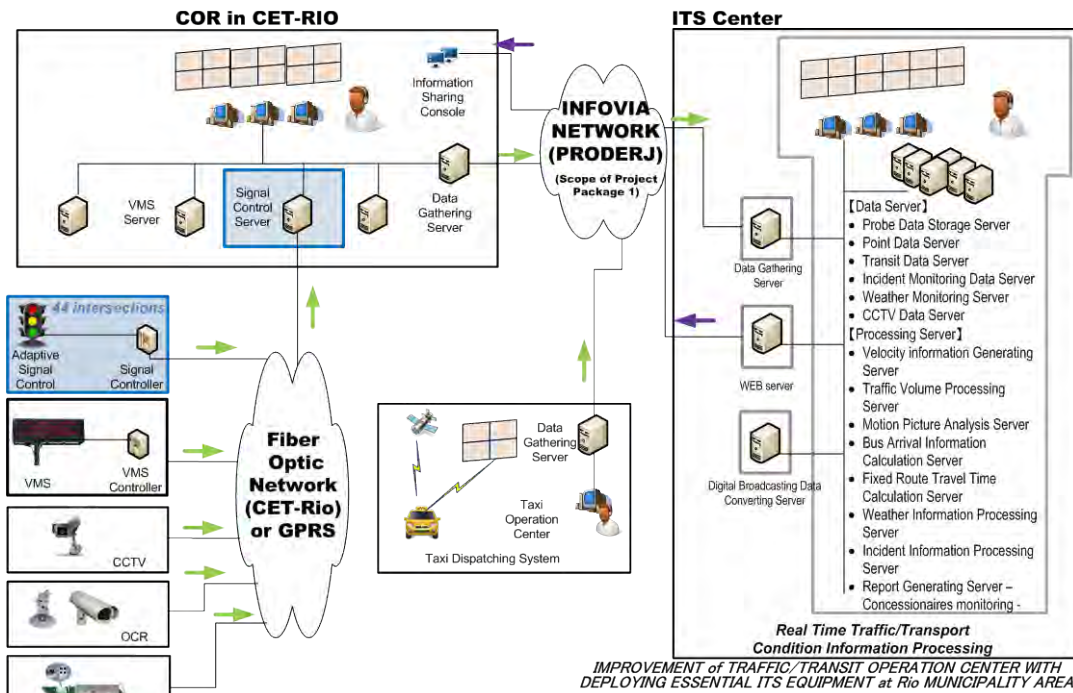 COR in CET-RIO
Information
Sharing
Console
VMS
Server
Signal
Control
Server
Data
Gathering
Server
INFOVIA
NETWORK
(PRODERJ)
(Scope of Project
Package 1)
ITS Center
Data Gathering
Server
WEB server
Digital Broadcasting Data
Converting Server
【Data Server】
• Probe Data Storage Server
• Point Data Server
• Transit Data Server
• Incident Monitoring Data Server
• Weather Monitoring Server
• CCTV Data Server
【Processing Server】
• Velocity information Generating
Server
• Traffic Volume Processing
Server
• Motion Picture Analysis Server
• Bus Arrival Information
Calculation Server
• Fixed Route Travel Time
Calculation Server
• Weather Information Processing
Server
• Incident Information Processing
Server
• Report Generating Server –
Concessionaires monitoring -
Real Time Traffic/Transport
Condition Information Processing
44 intersections
Adaptive
Signal
Control
Signal
Controller
VMS
VMS
Controller
CCTV
OCR
Fiber
Optic
Network
(CET-Rio)
or GPRS
Data
Gathering
Server
Taxi
Operation
Center
Taxi Dispatching System
IMPROVEMENT of TRAFFIC/TRANSIT OPERATION CENTER WITH
DEPLOYING ESSENTIAL ITS EQUIPMENT at Rio MUNICIPALITY AREA